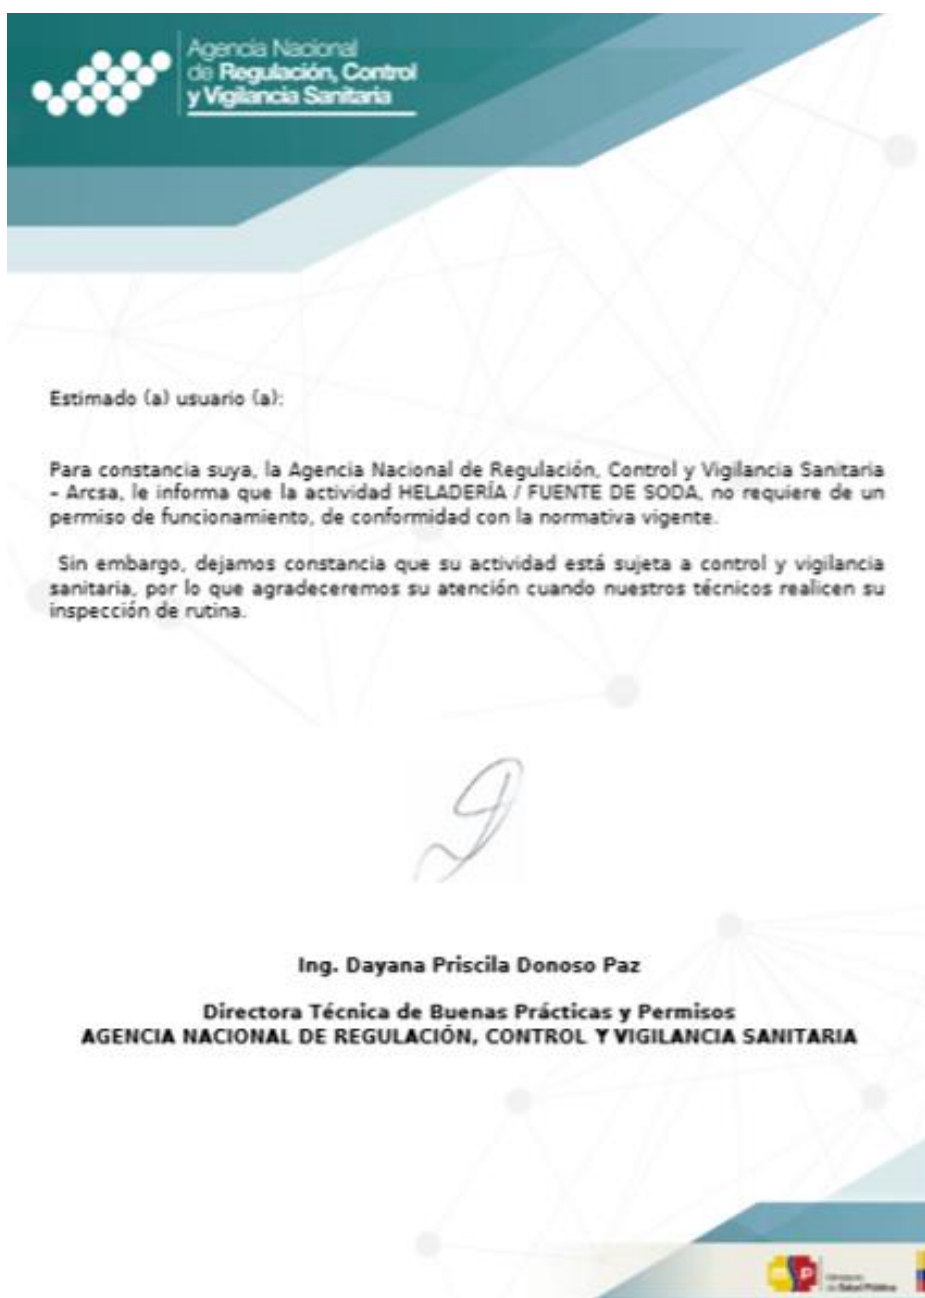 Agencia Nacional
de Regulación, Control
y Vigilancia Sanitaria
Estimado (a) usuario (a):
Para constancia suya, la Agencia Nacional de Regulación, Control y Vigilancia Sanitaria
– Arcsa, le informa que la actividad HELADERÍA / FUENTE DE SODA, no requiere de un
permiso de funcionamiento, de conformidad con la normativa vigente.
Sin embargo, dejamos constancia que su actividad está sujeta a control y vigilancia
sanitaria, por lo que agradeceremos su atención cuando nuestros técnicos realicen su
inspección de rutina.
Ing. Dayana Priscila Donoso Paz
Directora Técnica de Buenas Prácticas y Permisos
AGENCIA NACIONAL DE REGULACIÓN, CONTROL Y VIGILANCIA SANITARIA
de Salud Pública